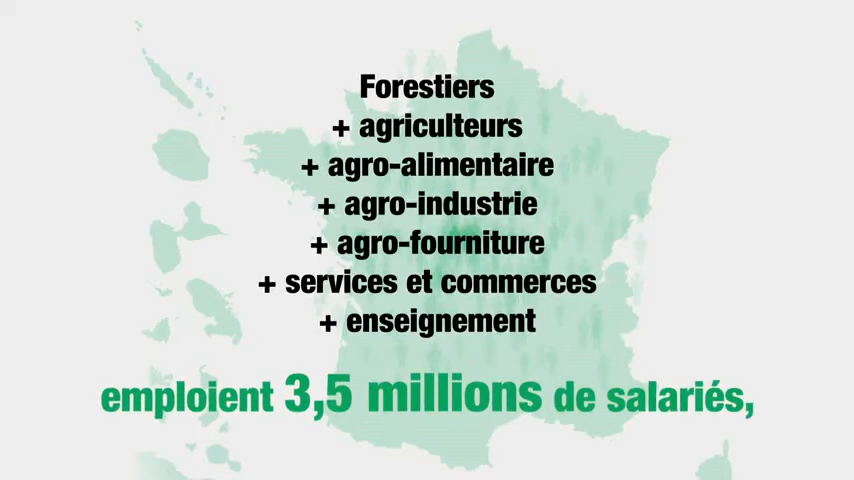 Forestiers
+ agriculteurs
+ agro-alimentaire
+ agro-industrie
+ agro-fourniture
+ services et commerces
+ enseignement
emploient 3,5 millions de salariés,